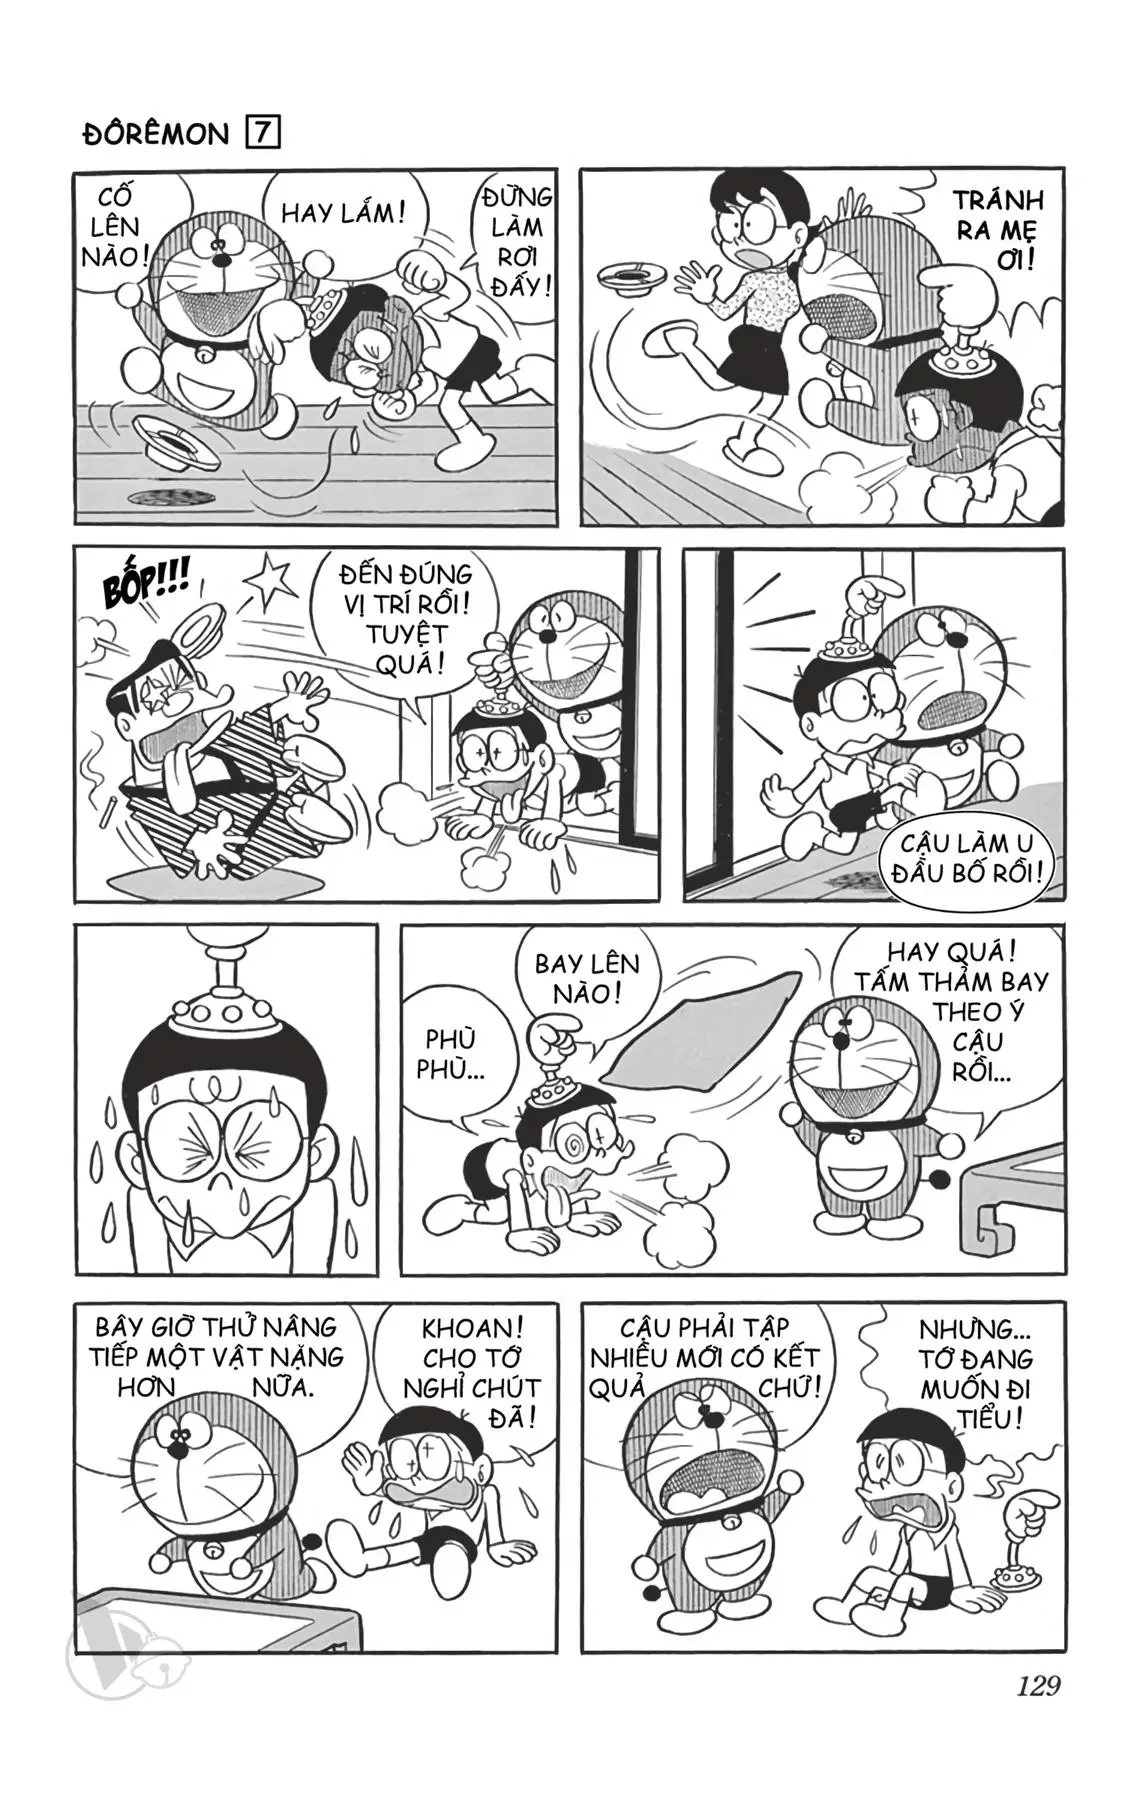 ĐÔRÊMON 7
CỐ
LÊN
NÀO!
HAY LẮM!
ĐỪNG
LÀM
RƠI
ĐẤY!
TRÁNH
RA MẸ
ƠI!
BỐP!!!
ĐẾN ĐÚNG
VỊ TRÍ RỒI!
TUYỆT
QUÁ!
CẬU LÀM U
ĐẦU BỐ RỒI!
PHÙ
PHÙ...
BAY LÊN
NÀO!
HAY QUÁ!
TẤM THẢM BAY
THEO Ý
CẬU
RỒI...
BÂY GIỜ THỬ NÂNG
TIẾP MỘT VẬT NẶNG
HƠN NỮA.
KHOAN!
CHO TỚ
NGHỈ CHÚT
ĐÃ!
CẬU PHẢI TẬP
NHIỀU MỚI CÓ KẾT
QUẢ CHỨ!
NHƯNG...
TỚ ĐANG
MUỐN ĐI
TIỂU!
129